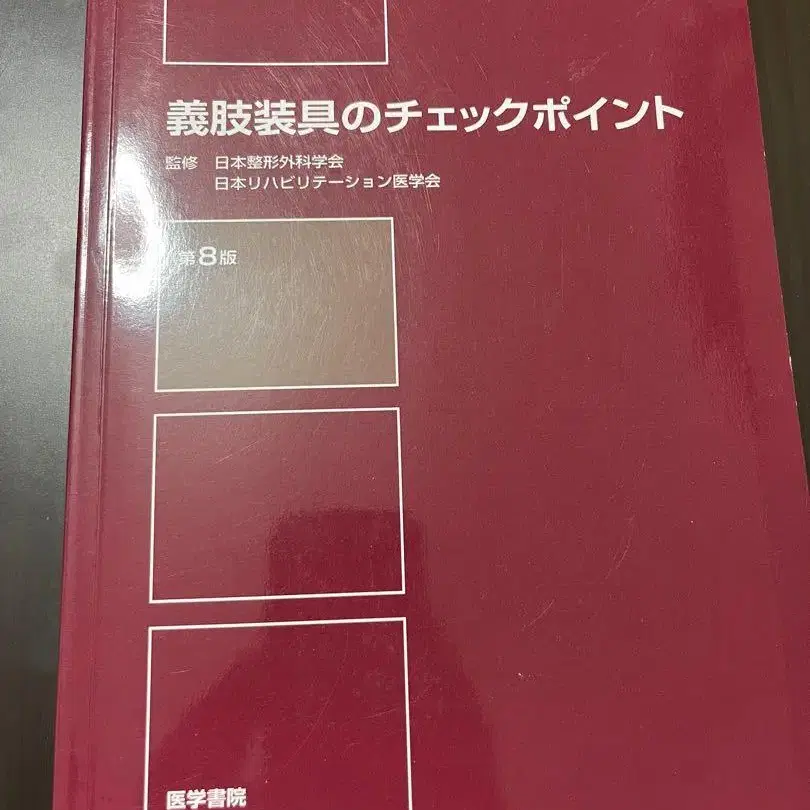 義肢装具のチェックポイント
監修 日本整形外科学会
日本リハビリテーション医学会
第8版
医学書院